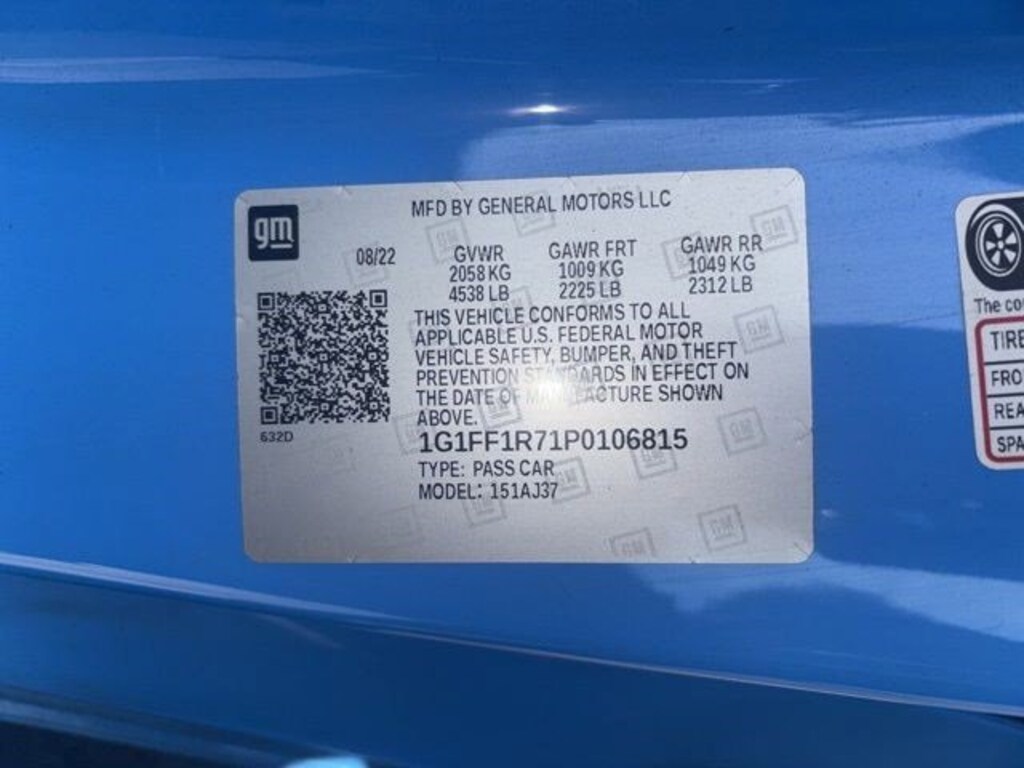 MFD BY GENERAL MOTORS LLC
gm
08/22
GVWR GAWR FRT GAWR RR
2058 KG 1009 KG 1049 KG
4538 LB 2225 LB 2312 LB
THIS VEHICLE CONFORMS TO ALL
APPLICABLE U.S. FEDERAL MOTOR
VEHICLE SAFETY, BUMPER, AND THEFT
PREVENTION STANDARDS IN EFFECT ON
THE DATE OF MANUFACTURE SHOWN
ABOVE.
632D
1G1FF1R71P0106815
TYPE: PASS CAR
MODEL: 151AJ37
The
TIRE